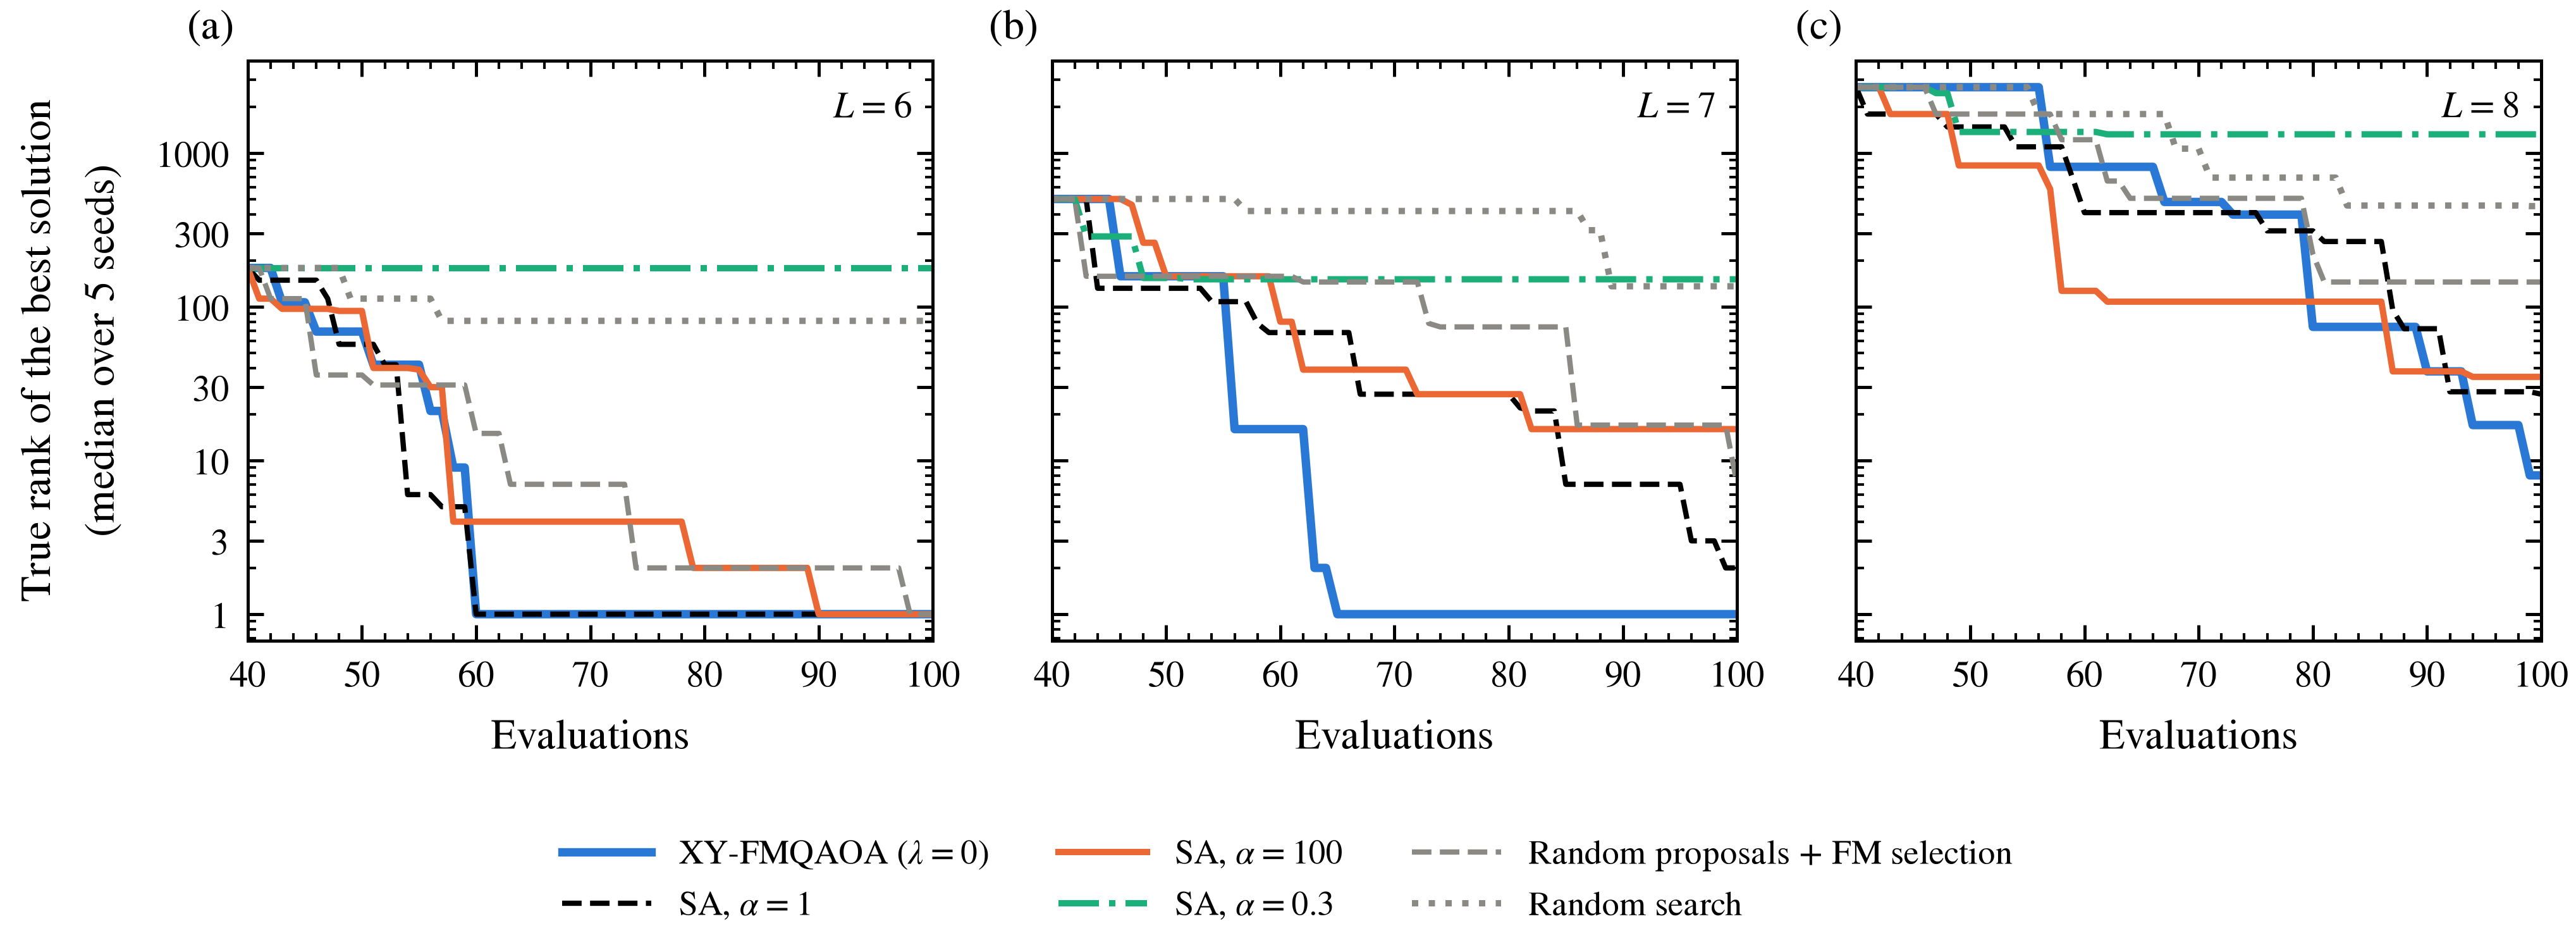 (a)
(b)
(c)
True rank of the best solution
(median over 5 seeds)
L = 6
L = 7
L = 8
1000
300
100
30
10
3
1
40 50 60 70 80 90 100
40 50 60 70 80 90 100
40 50 60 70 80 90 100
Evaluations
Evaluations
Evaluations
XY-FMQAOA (λ = 0)
SA, α = 1
SA, α = 100
SA, α = 0.3
Random proposals + FM selection
Random search